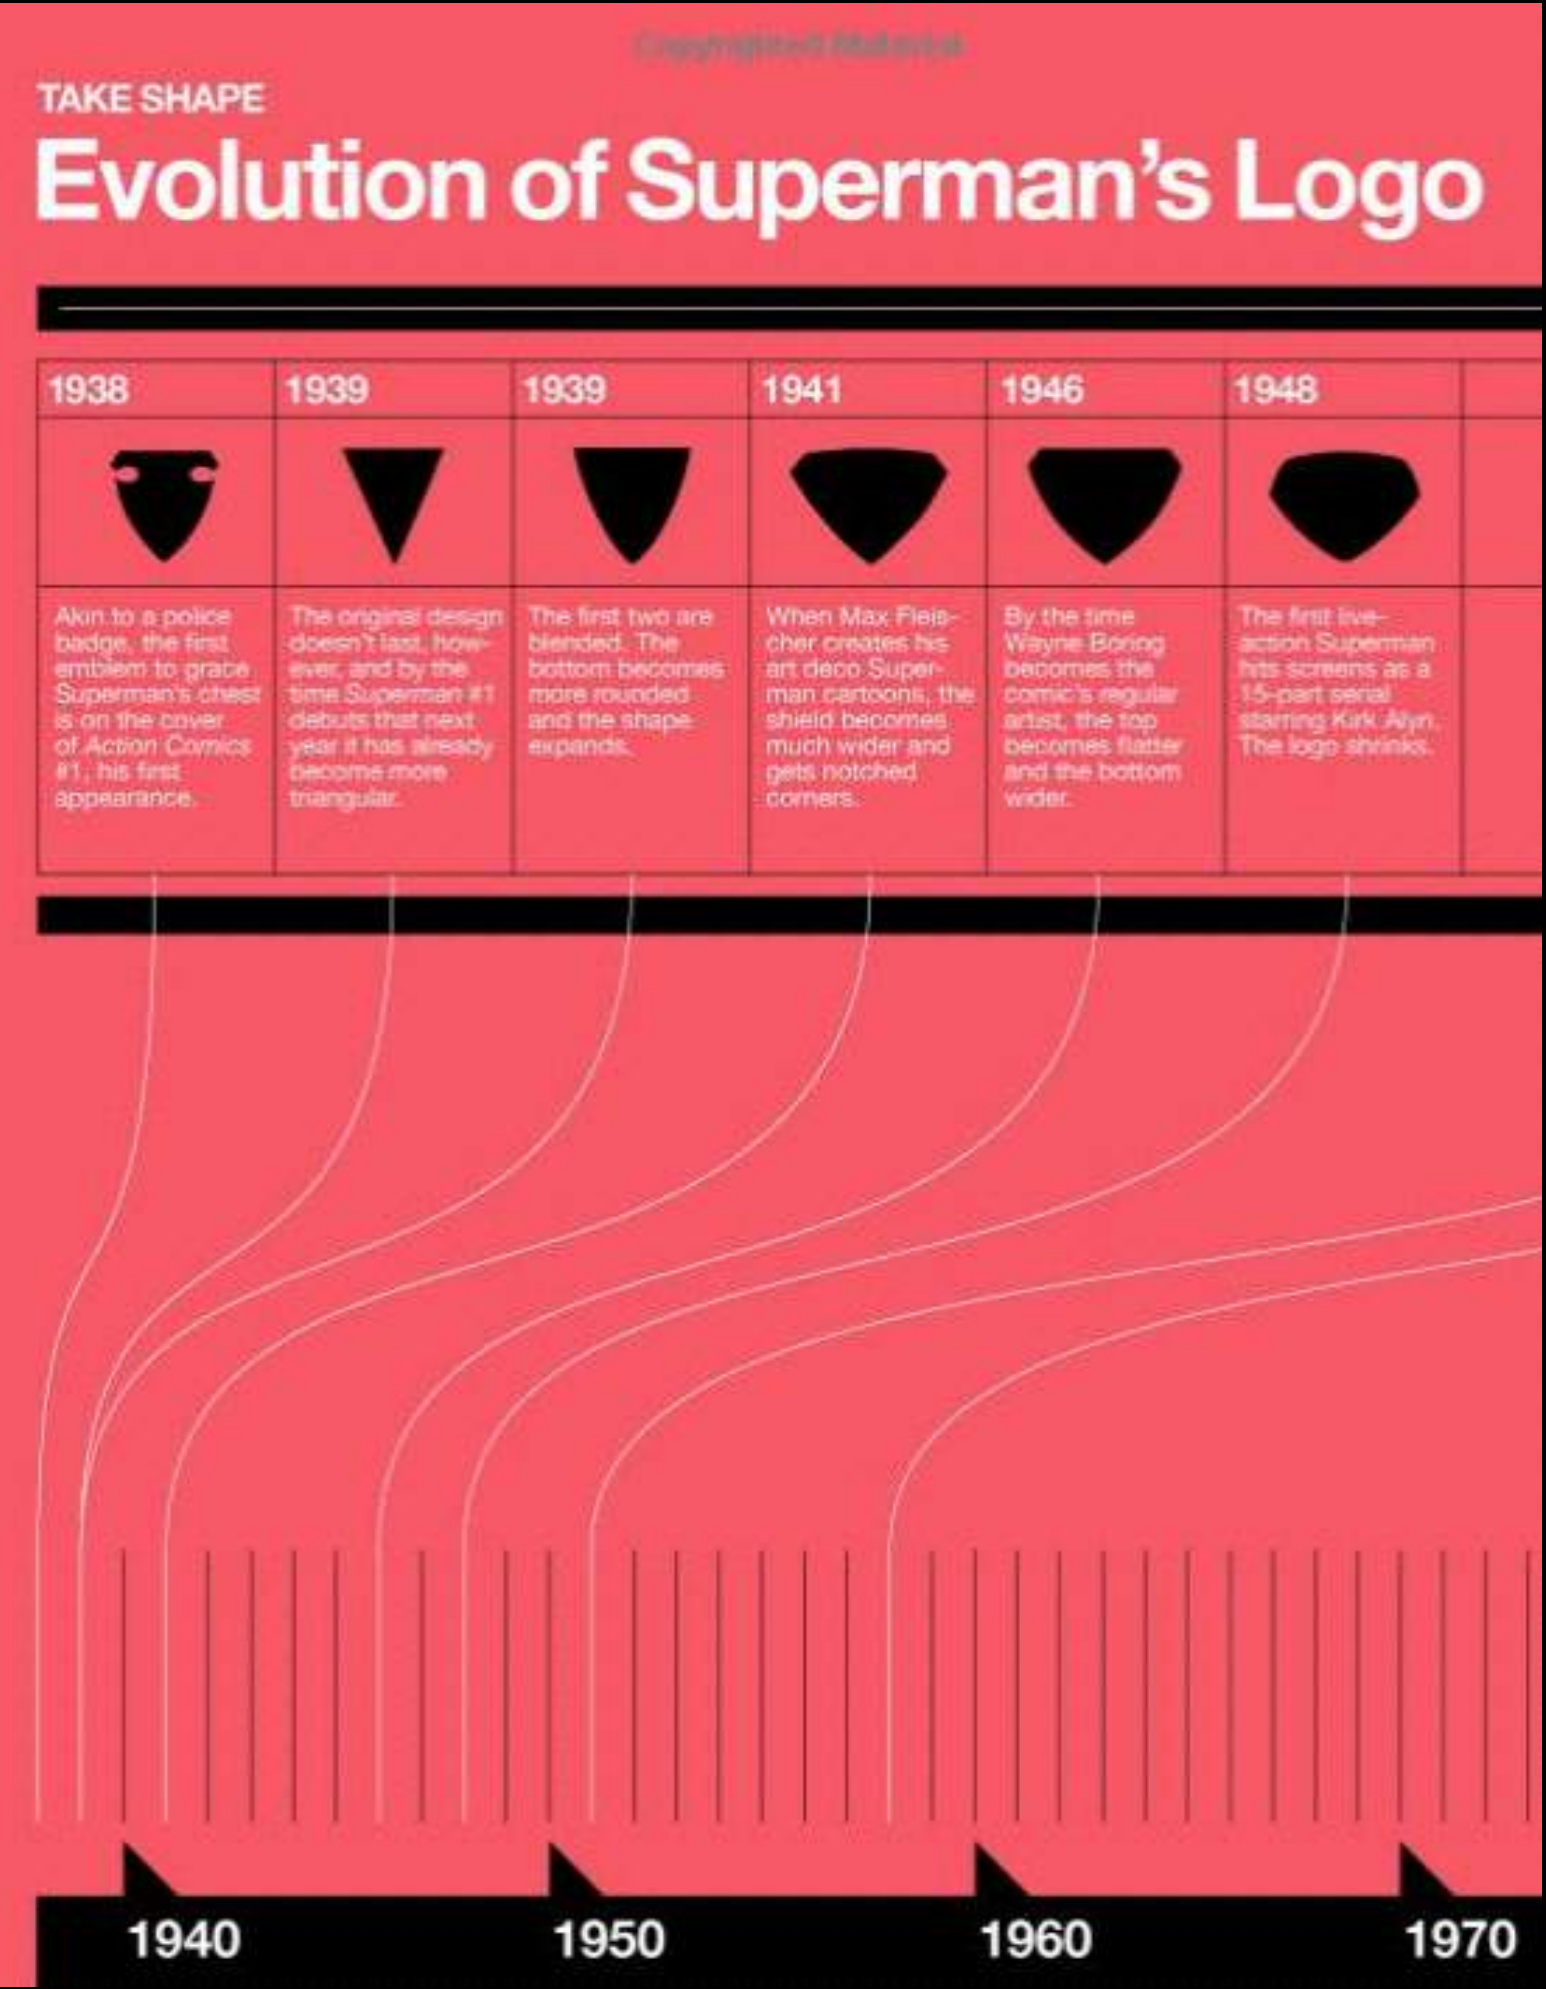 Copyrighted Material
TAKE SHAPE
Evolution of Superman's Logo
1938
Akin to a police
badge, the first
emblem to grace
Superman's chest
is on the cover
of Action Comics
#1, his first
appearance.
1939
The original design
doesn't last, how-
ever, and by the
time Superman #1
debuts that next
year it has already
become more
triangular.
1939
The first two are
blended. The
bottom becomes
more rounded
and the shape
expands.
1941
When Max Fleis-
cher creates his
art deco Super-
man cartoons, the
shield becomes
much wider and
gets notched
corners.
1946
By the time
Wayne Boring
becomes the
comic's regular
artist, the top
becomes flatter
and the bottom
wider.
1948
The first live-
action Superman
hits screens as a
15-part serial
starring Kirk Alyn.
The logo shrinks.
1940
1950
1960
1970